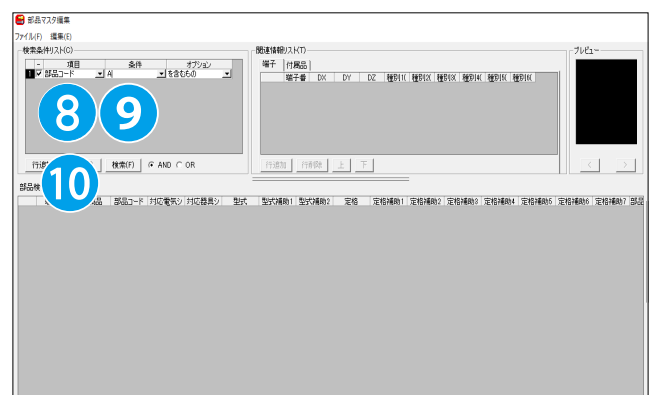 部品マスタ編集
ファイル(F) 編集(E)
検索条件リスト(C)
- 項目 条件 オプション
1 部品コード A を含むもの
8 9
行追 検索(F) AND OR
10
関連情報リスト(T)
端子 付属品
端子番 DX DY DZ 種別1( 種別2( 種別3( 種別4( 種別5( 種別6(
行追加 行削除 上 下
プレビュー
< >
部品検
部品コード 対応電気シ 対応器具シ 型式 型式補助1 型式補助2 定格 定格補助1 定格補助2 定格補助3 定格補助4 定格補助5 定格補助6 定格補助7 部品